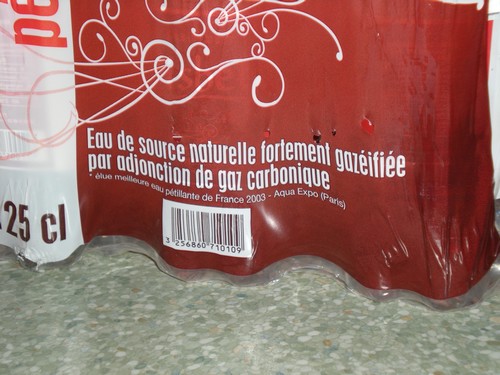 pe
Eau de source naturelle fortement gazéifiée
par adjonction de gaz carbonique
* élue meilleure eau pétillante de France 2003 - Aqua Expo (Paris)
25 cl
3 256860 710109